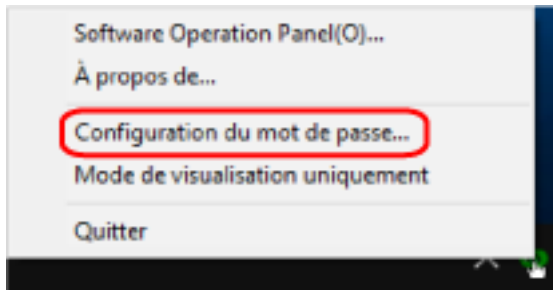 Software Operation Panel(O)...
À propos de...
Configuration du mot de passe...
Mode de visualisation uniquement
Quitter